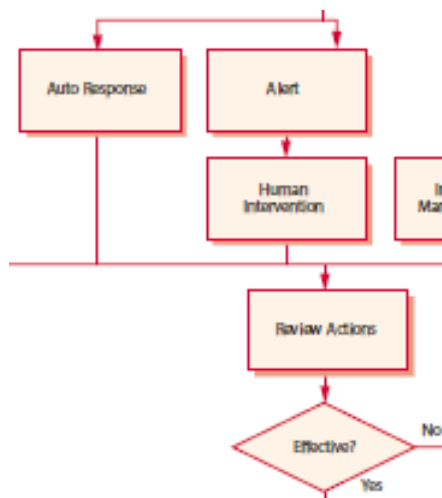 Auto Response
Alert
Human
Intervention
Review Actions
Effective?
No
Yes